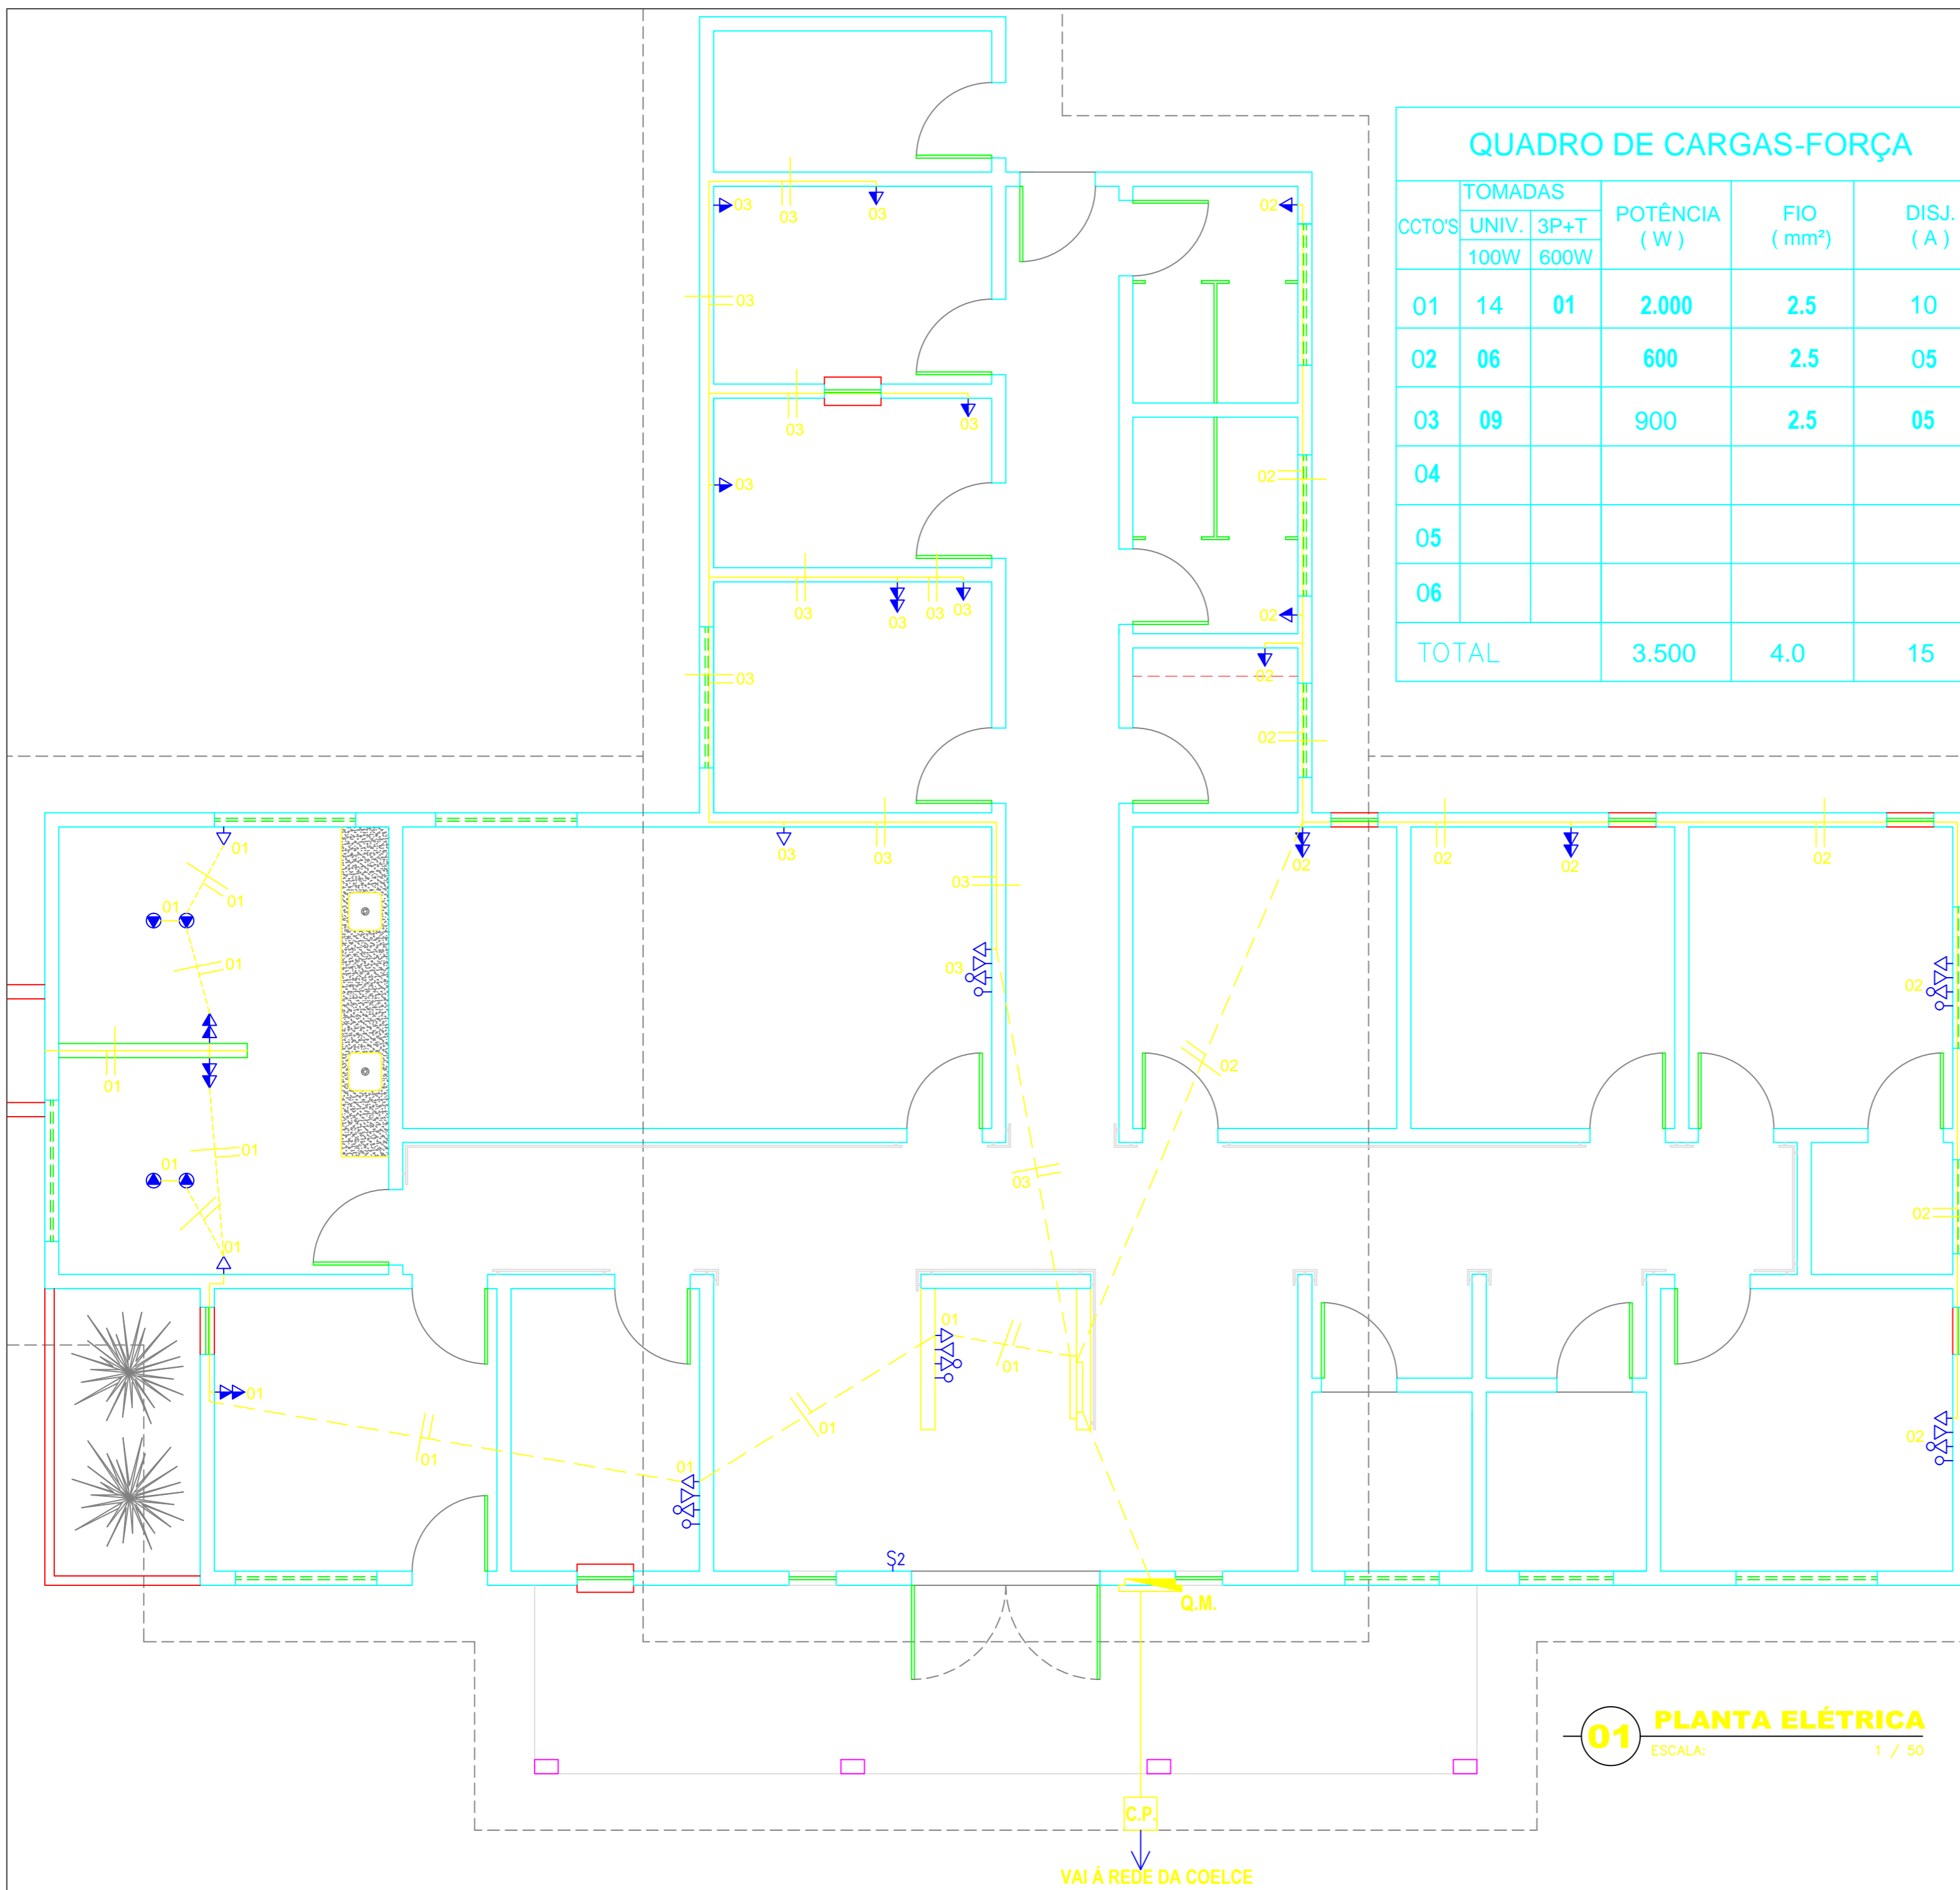 QUADRO DE CARGAS-FORÇA
CCTO'S TOMADAS POTÊNCIA ( W ) FIO ( mm²) DISJ. ( A )
UNIV. 3P+T
100W 600W
01 14 01 2.000 2.5 10
02 06 600 2.5 05
03 09 900 2.5 05
04
05
06
TOTAL 3.500 4.0 15
03 03 03 02
03
03 03
03 02
03 03 03 03 02
02
03 02
01 03 03 02 02 02 02
01 03
01
01 03 02
01 02
01 01
03
01 02
01
01
01 01
01 02
01
01
S2
Q.M.
01 PLANTA ELÉTRICA
ESCALA: 1 / 50
C.P.
VAI À REDE DA COELCE